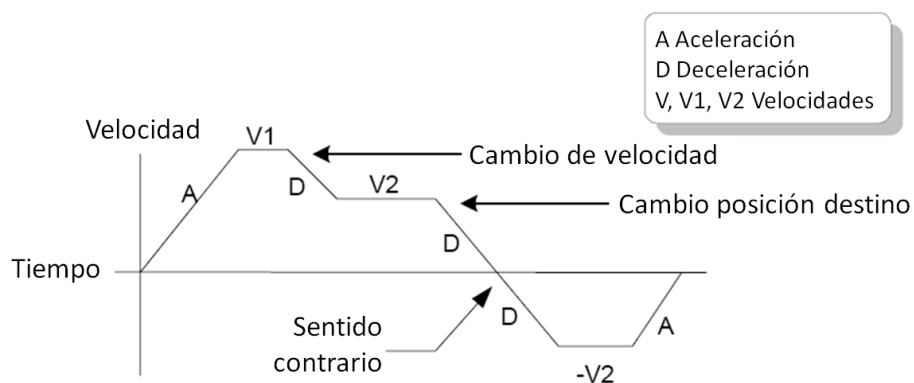 A Aceleración
D Deceleración
V, V1, V2 Velocidades
Velocidad
V1
Cambio de velocidad
A
D
V2
Cambio posición destino
D
Tiempo
Sentido
contrario
D
A
-V2